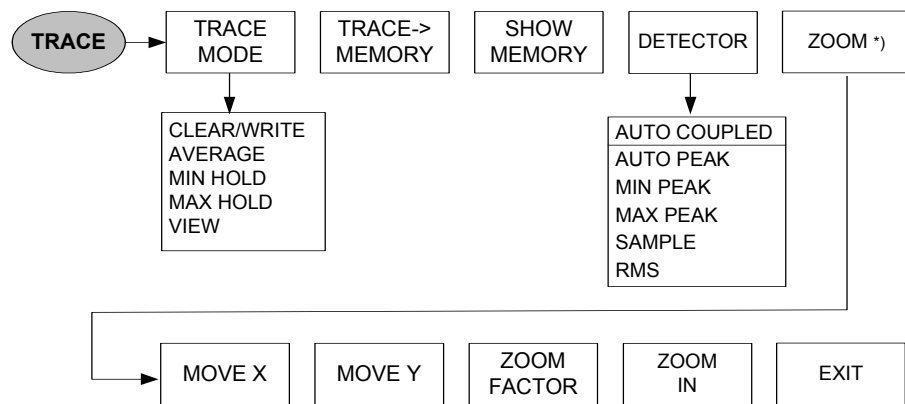 TRACE
TRACE
MODE
TRACE->
MEMORY
SHOW
MEMORY
DETECTOR
ZOOM *)
CLEAR/WRITE
AVERAGE
MIN HOLD
MAX HOLD
VIEW
AUTO COUPLED
AUTO PEAK
MIN PEAK
MAX PEAK
SAMPLE
RMS
MOVE X
MOVE Y
ZOOM
FACTOR
ZOOM
IN
EXIT